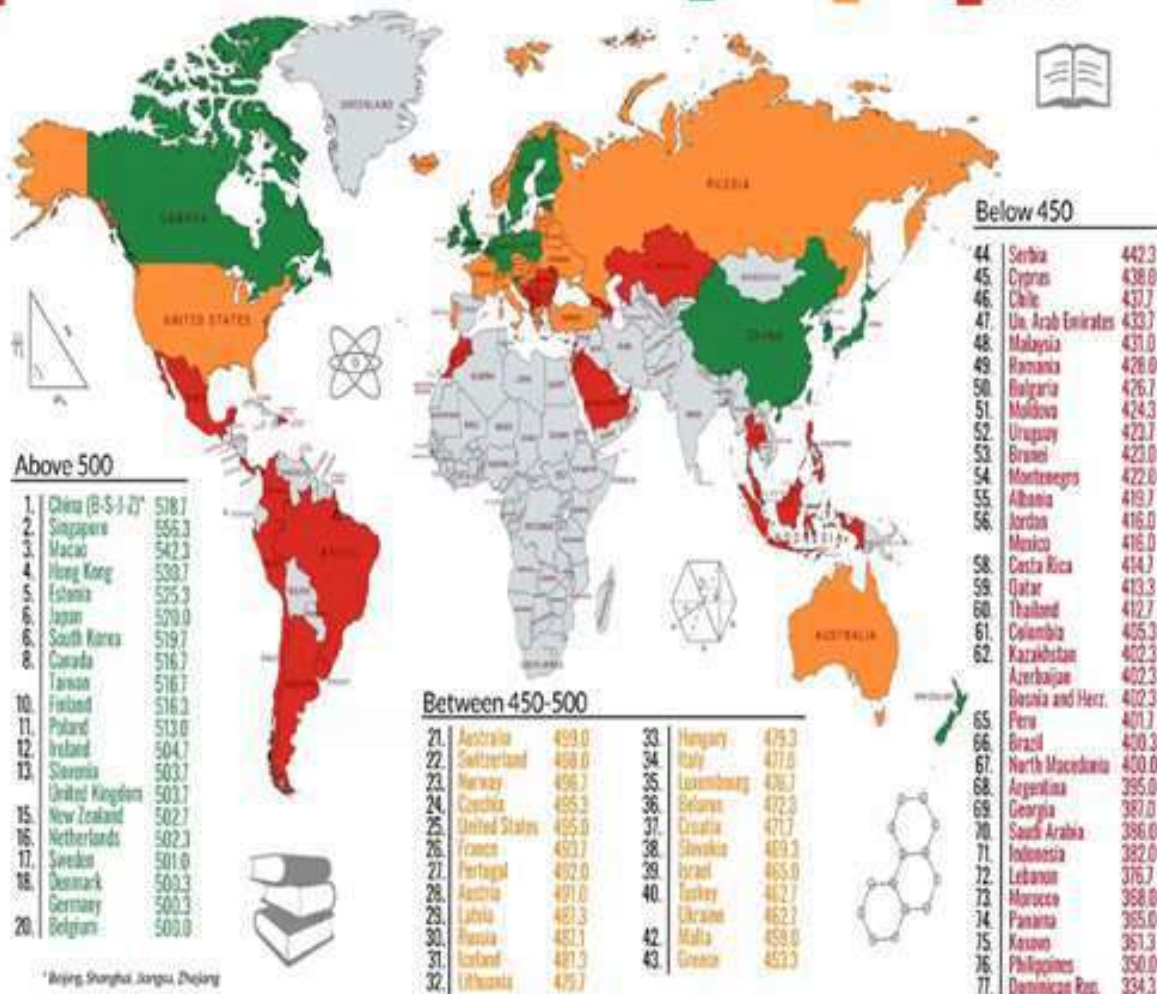 GREENLAND
CANADA
RUSSIA
UNITED STATES
CHINA
BRAZIL
AUSTRALIA
Above 500
1. China (B-S-J-Z)* 578.7
2. Singapore 556.3
3. Macao 542.3
4. Hong Kong 530.7
5. Estonia 525.3
6. Japan 520.0
6. South Korea 519.7
8. Canada 516.7
Taiwan 516.7
10. Finland 516.3
11. Poland 513.0
12. Ireland 504.7
13. Slovenia 503.7
United Kingdom 503.7
15. New Zealand 502.7
16. Netherlands 502.3
17. Sweden 501.0
18. Denmark 500.3
Germany 500.3
20. Belgium 500.0
* Beijing, Shanghai, Jiangsu, Zhejiang
Between 450-500
21. Australia 499.0
22. Switzerland 498.0
23. Norway 496.7
24. Czechia 495.3
25. United States 495.0
26. France 493.7
27. Portugal 492.0
28. Austria 491.0
29. Latvia 487.3
30. Russia 481.7
31. Iceland 481.3
32. Lithuania 479.7
33. Hungary 479.3
34. Italy 477.0
35. Luxembourg 476.7
36. Belarus 472.3
37. Croatia 471.7
38. Slovakia 469.3
39. Israel 465.0
40. Turkey 462.7
Ukraine 462.7
42. Malta 459.0
43. Greece 453.3
Below 450
44. Serbia 442.3
45. Cyprus 438.0
46. Chile 437.7
47. Un. Arab Emirates 433.7
48. Malaysia 431.0
49. Romania 428.0
50. Bulgaria 426.7
51. Moldova 424.3
52. Uruguay 423.7
53. Brunei 423.0
54. Montenegro 422.0
55. Albania 419.7
56. Jordan 416.0
Mexico 416.0
58. Costa Rica 414.7
59. Qatar 413.3
60. Thailand 412.7
61. Colombia 405.3
62. Kazakhstan 402.3
Azerbaijan 402.3
Bosnia and Herz. 402.3
65. Peru 401.7
66. Brazil 400.3
67. North Macedonia 400.0
68. Argentina 395.0
69. Georgia 387.0
70. Saudi Arabia 386.0
71. Indonesia 382.0
72. Lebanon 376.7
73. Morocco 368.0
74. Panama 365.0
75. Kosovo 361.3
76. Philippines 350.0
77. Dominican Rep. 334.3